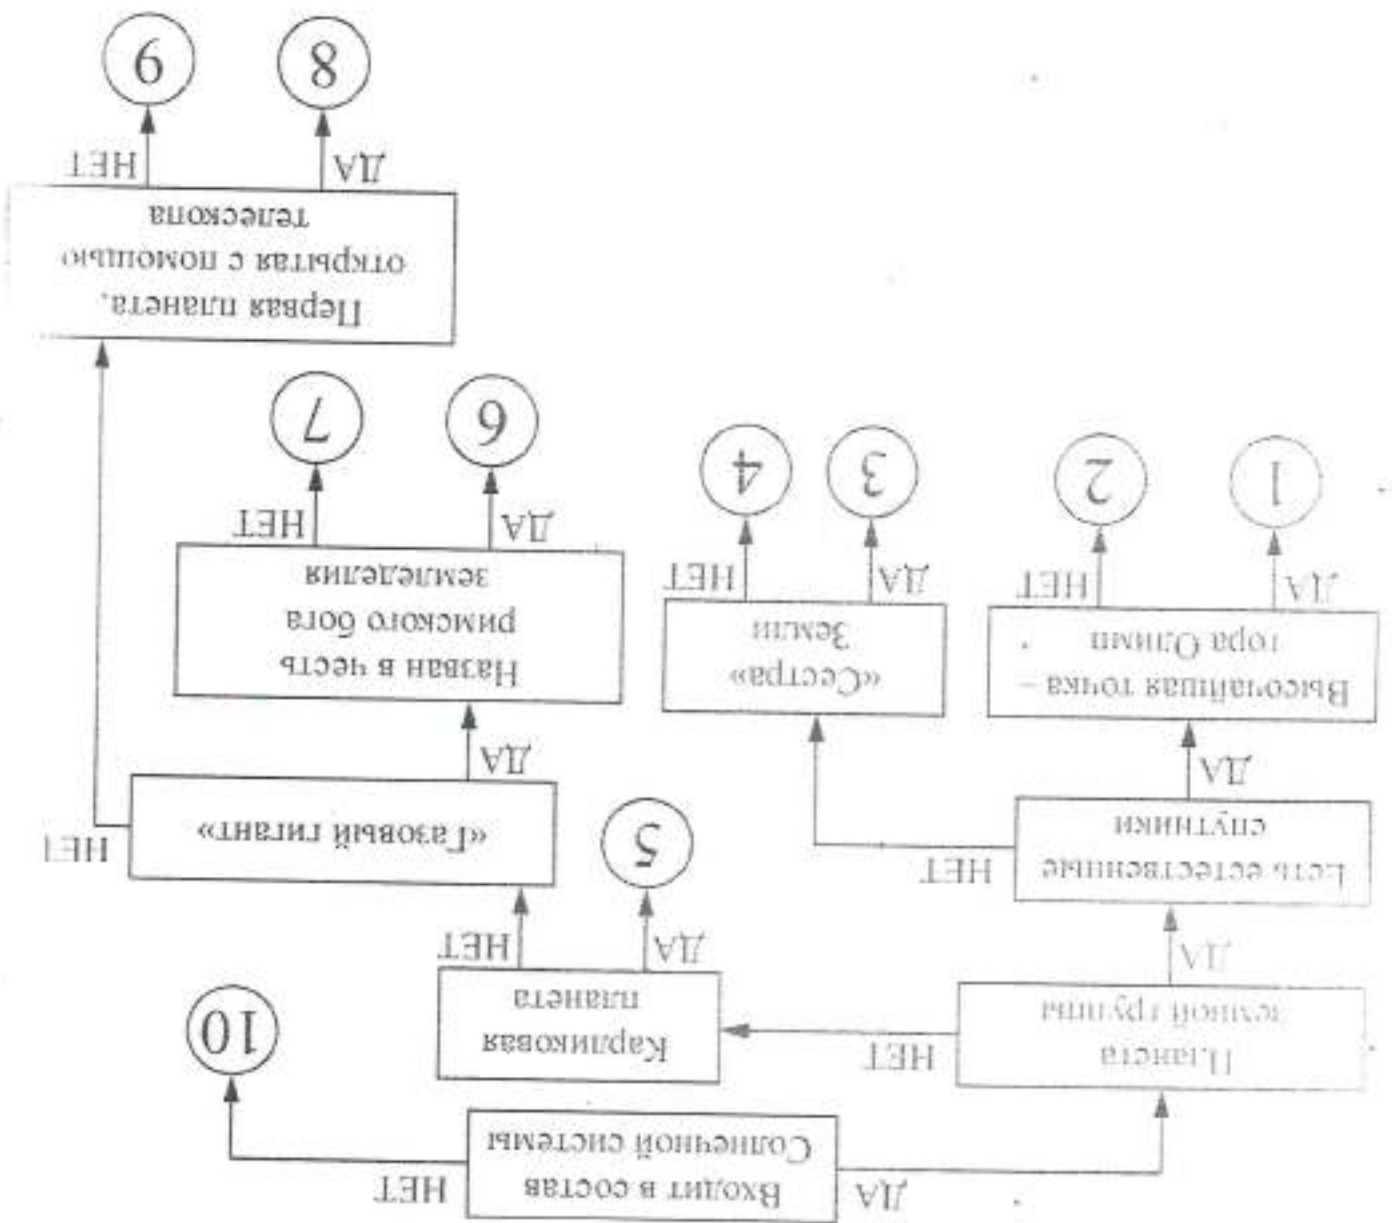 Входит в состав
Солнечной системы
ДА
НЕТ
10
Планета
земной группы
ДА
НЕТ
Карликовая
планета
ДА
НЕТ
5
Есть естественные
спутники
ДА
НЕТ
«Газовый гигант»
ДА
НЕТ
Высочайшая точка –
гора Олимп
ДА
НЕТ
1
2
«Сестра»
Земли
ДА
НЕТ
3
4
Назван в честь
римского бога
земледелия
ДА
НЕТ
6
7
Первая планета,
открытая с помощью
телескопа
ДА
НЕТ
8
9